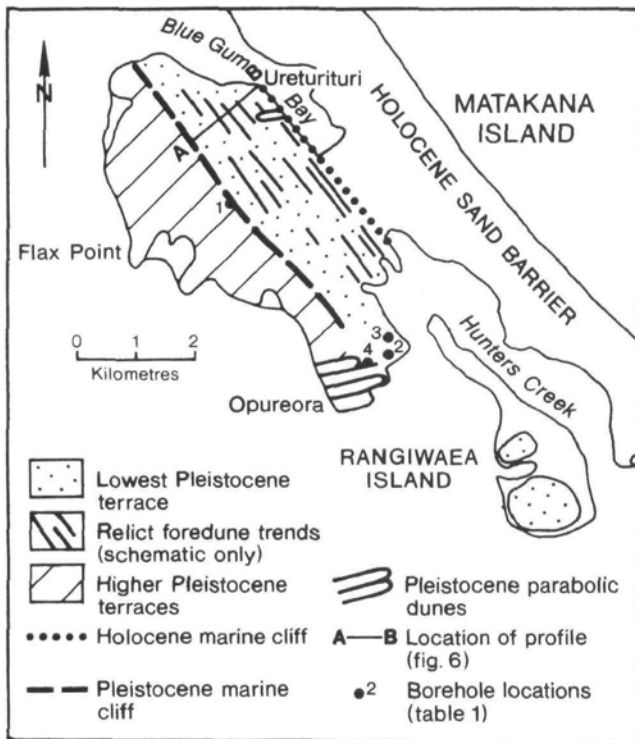 Blue Gum
Bay
B
Ureturituri
N
MATAKANA
ISLAND
HOLOCENE SAND BARRIER
A
1
Flax Point
0 1 2
Kilometres
3
2
4
Opureora
Hunters Creek
RANGIWAEA
ISLAND
Lowest Pleistocene
terrace
Relict foredune trends
(schematic only)
Higher Pleistocene
terraces
Holocene marine cliff
Pleistocene marine
cliff
Pleistocene parabolic
dunes
A—B Location of profile
(fig. 6)
2 Borehole locations
(table 1)